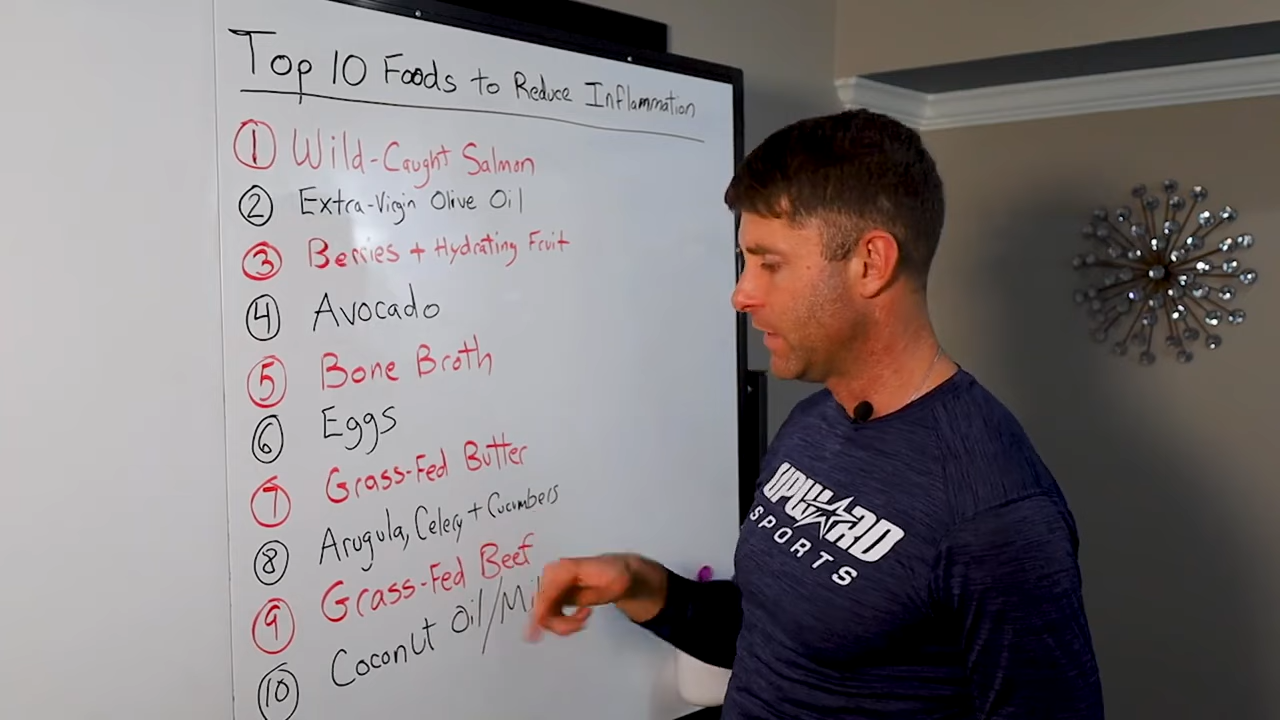 Top 10 Foods to Reduce Inflammation
1 Wild-Caught Salmon
2 Extra-Virgin Olive Oil
3 Berries + Hydrating Fruit
4 Avocado
5 Bone Broth
6 Eggs
7 Grass-Fed Butter
8 Arugula, Celery + Cucumbers
9 Grass-Fed Beef
10 Coconut Oil/
UPWARD
SPORTS